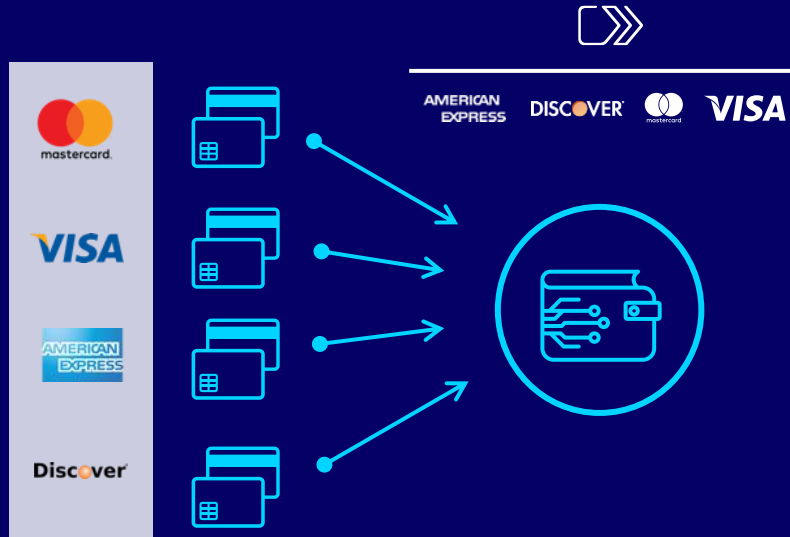 AMERICAN
EXPRESS
DISCOVER
mastercard.
VISA
mastercard.
VISA
AMERICAN
EXPRESS
Discover